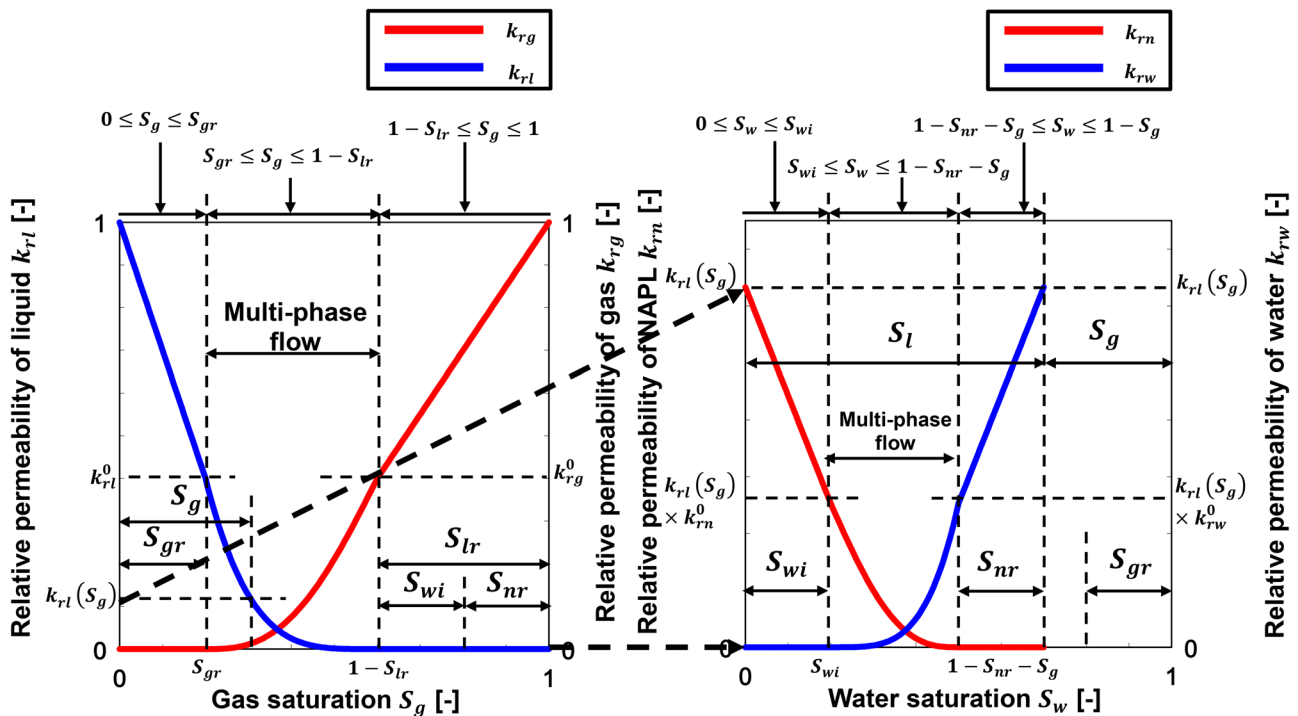 k_rg
k_rl
0 ≤ S_g ≤ S_gr
S_gr ≤ S_g ≤ 1 − S_lr
1 − S_lr ≤ S_g ≤ 1
Relative permeability of liquid k_rl [-]
1
1
Multi-phase
flow
k_rl^0
k_rg^0
S_g
S_gr
S_lr
S_wi
S_nr
k_rl(S_g)
0
0
0
S_gr
1 − S_lr
1
Gas saturation S_g [-]
Relative permeability of gas k_rg [-]
k_rn
k_rw
0 ≤ S_w ≤ S_wi
1 − S_nr − S_g ≤ S_w ≤ 1 − S_g
S_wi ≤ S_w ≤ 1 − S_nr − S_g
Relative permeability of NAPL k_rn [-]
1
k_rl(S_g)
k_rl(S_g)
S_l
S_g
Multi-phase
flow
k_rl(S_g)
× k_rn^0
k_rl(S_g)
× k_rw^0
S_wi
S_nr
S_gr
0
0
S_wi
1 − S_nr − S_g
1
Water saturation S_w [-]
Relative permeability of water k_rw [-]